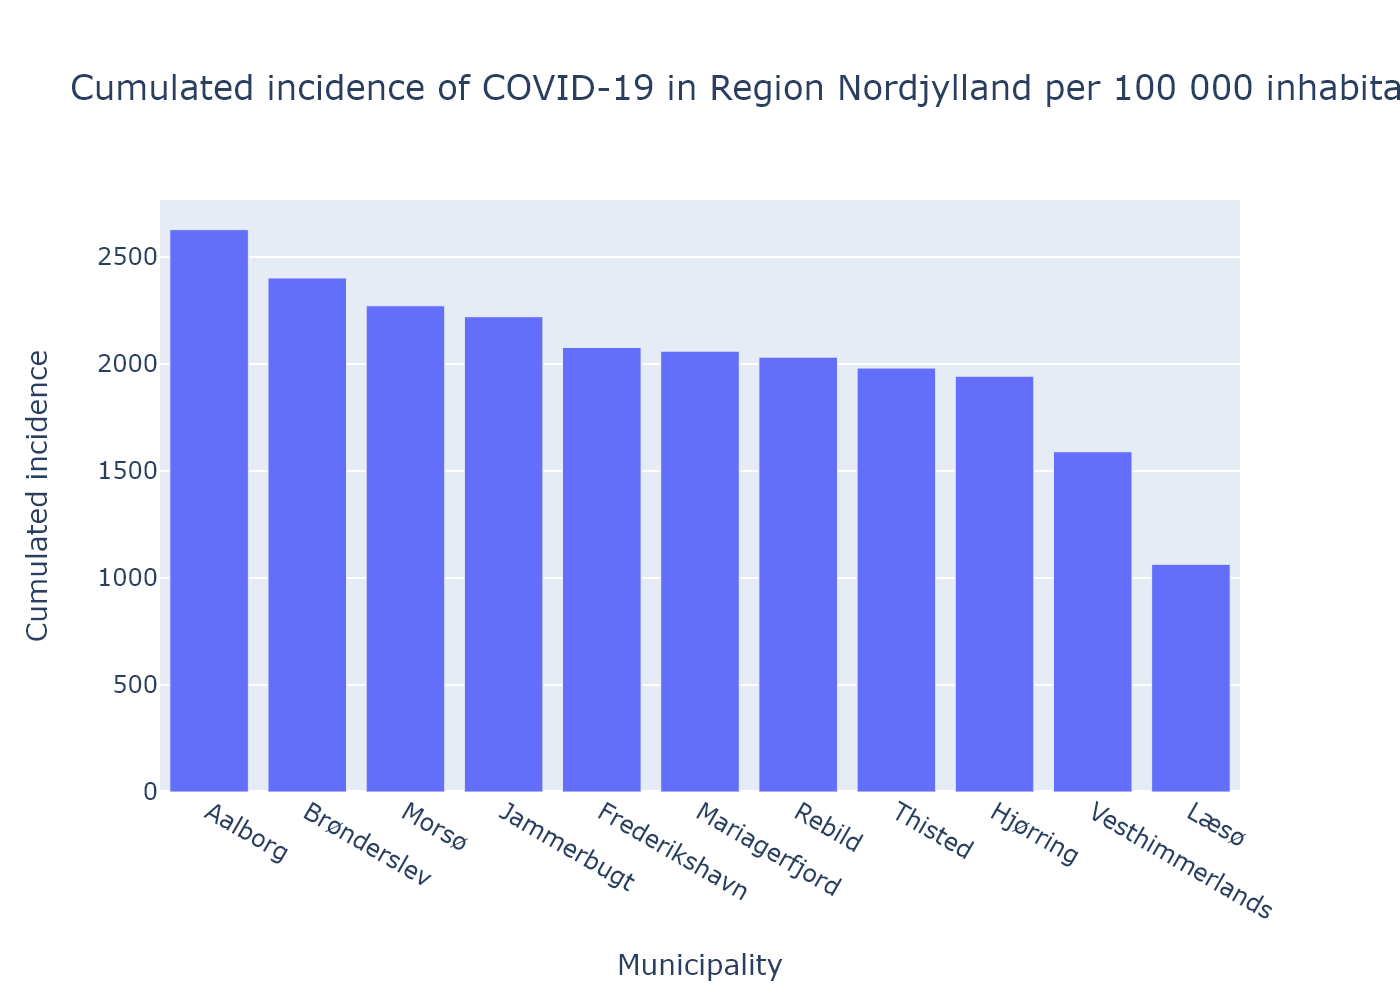 Cumulated incidence of COVID-19 in Region Nordjylland per 100 000 inhabita
Cumulated incidence
2500
2000
1500
1000
500
0
Aalborg
Brønderslev
Morsø
Jammerbugt
Frederikshavn
Mariagerfjord
Rebild
Thisted
Hjørring
Vesthimmerlands
Læsø
Municipality